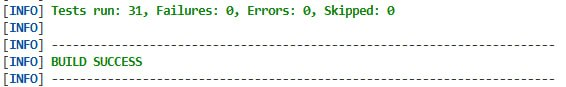 [INFO] Tests run: 31, Failures: 0, Errors: 0, Skipped: 0
[INFO]
[INFO] ------------------------------------------------------------------------
[INFO] BUILD SUCCESS
[INFO] ------------------------------------------------------------------------